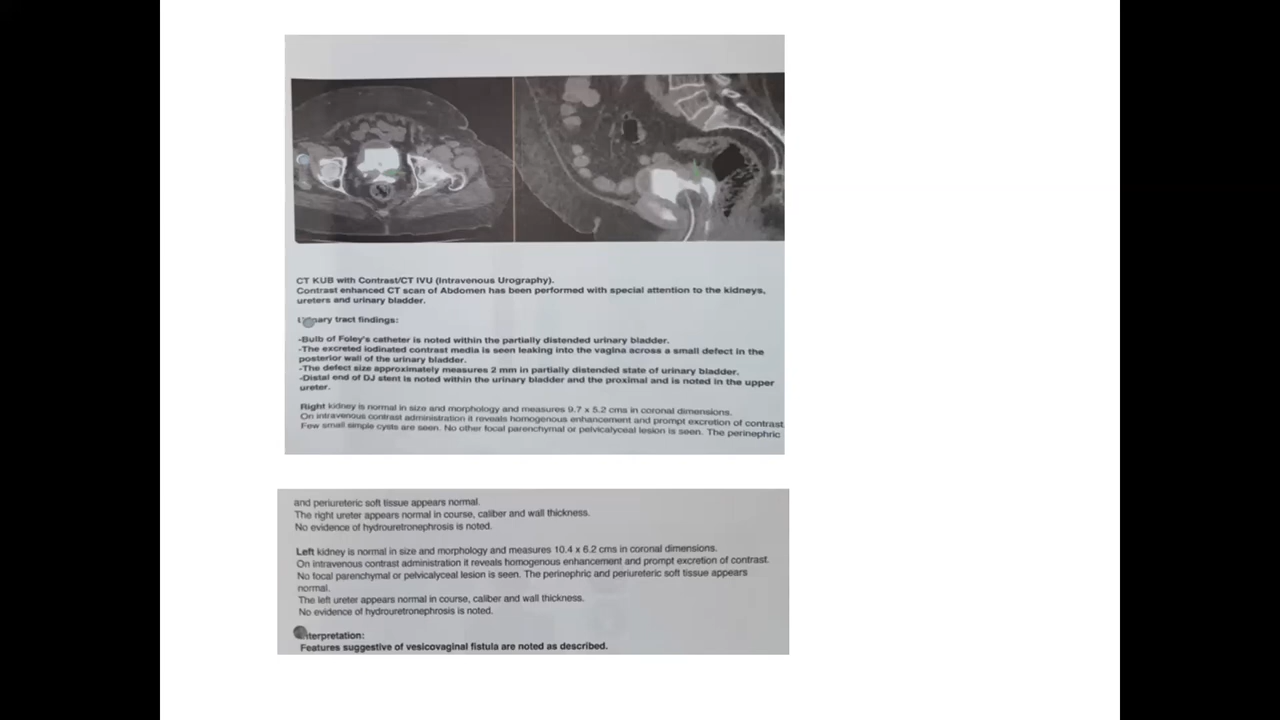 CT KUB with Contrast/CT IVU (Intravenous Urography).
Contrast enhanced CT scan of Abdomen has been performed with special attention to the kidneys,
ureters and urinary bladder.
Urinary tract findings:
-Bulb of Foley's catheter is noted within the partially distended urinary bladder.
-The excreted iodinated contrast media is seen leaking into the vagina across a small defect in the
posterior wall of the urinary bladder.
-The defect size approximately measures 2 mm in partially distended state of urinary bladder.
-Distal end of DJ stent is noted within the urinary bladder and the proximal and is noted in the upper
ureter.
Right kidney is normal in size and morphology and measures 9.7 x 5.2 cms in coronal dimensions.
On intravenous contrast administration it reveals homogenous enhancement and prompt excretion of contrast.
Few small simple cysts are seen. No other focal parenchymal or pelvicalyceal lesion is seen. The perinephric
and periureteric soft tissue appears normal.
The right ureter appears normal in course, caliber and wall thickness.
No evidence of hydrouretronephrosis is noted.
Left kidney is normal in size and morphology and measures 10.4 x 6.2 cms in coronal dimensions.
On intravenous contrast administration it reveals homogenous enhancement and prompt excretion of contrast.
No focal parenchymal or pelvicalyceal lesion is seen. The perinephric and periureteric soft tissue appears
normal.
The left ureter appears normal in course, caliber and wall thickness.
No evidence of hydrouretronephrosis is noted.
Interpretation:
Features suggestive of vesicovaginal fistula are noted as described.